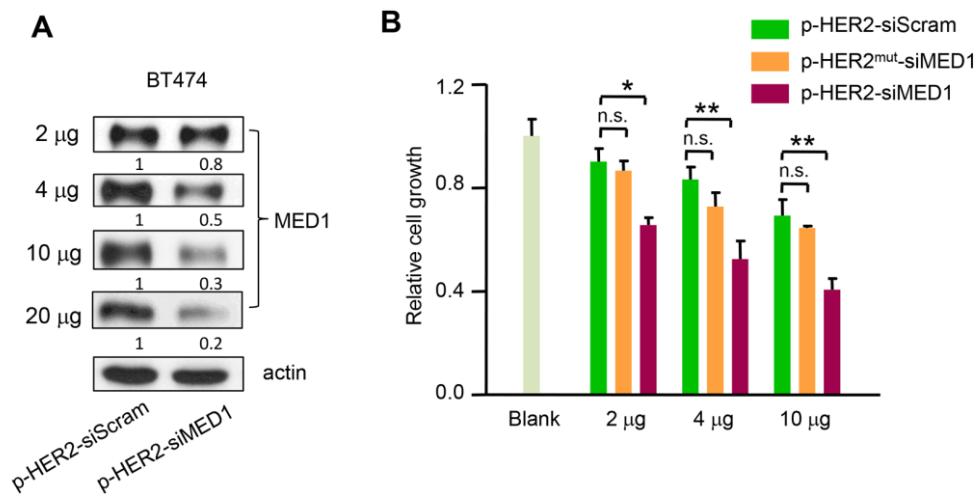 A
BT474
2 μg
1 0.8
4 μg
1 0.5
MED1
10 μg
1 0.3
20 μg
1 0.2
actin
p-HER2-siScram
p-HER2-siMED1
B
p-HER2-siScram
p-HER2mut-siMED1
p-HER2-siMED1
Relative cell growth
1.2
0.8
0.4
0.0
*
n.s.
**
n.s.
**
n.s.
Blank 2 μg 4 μg 10 μg